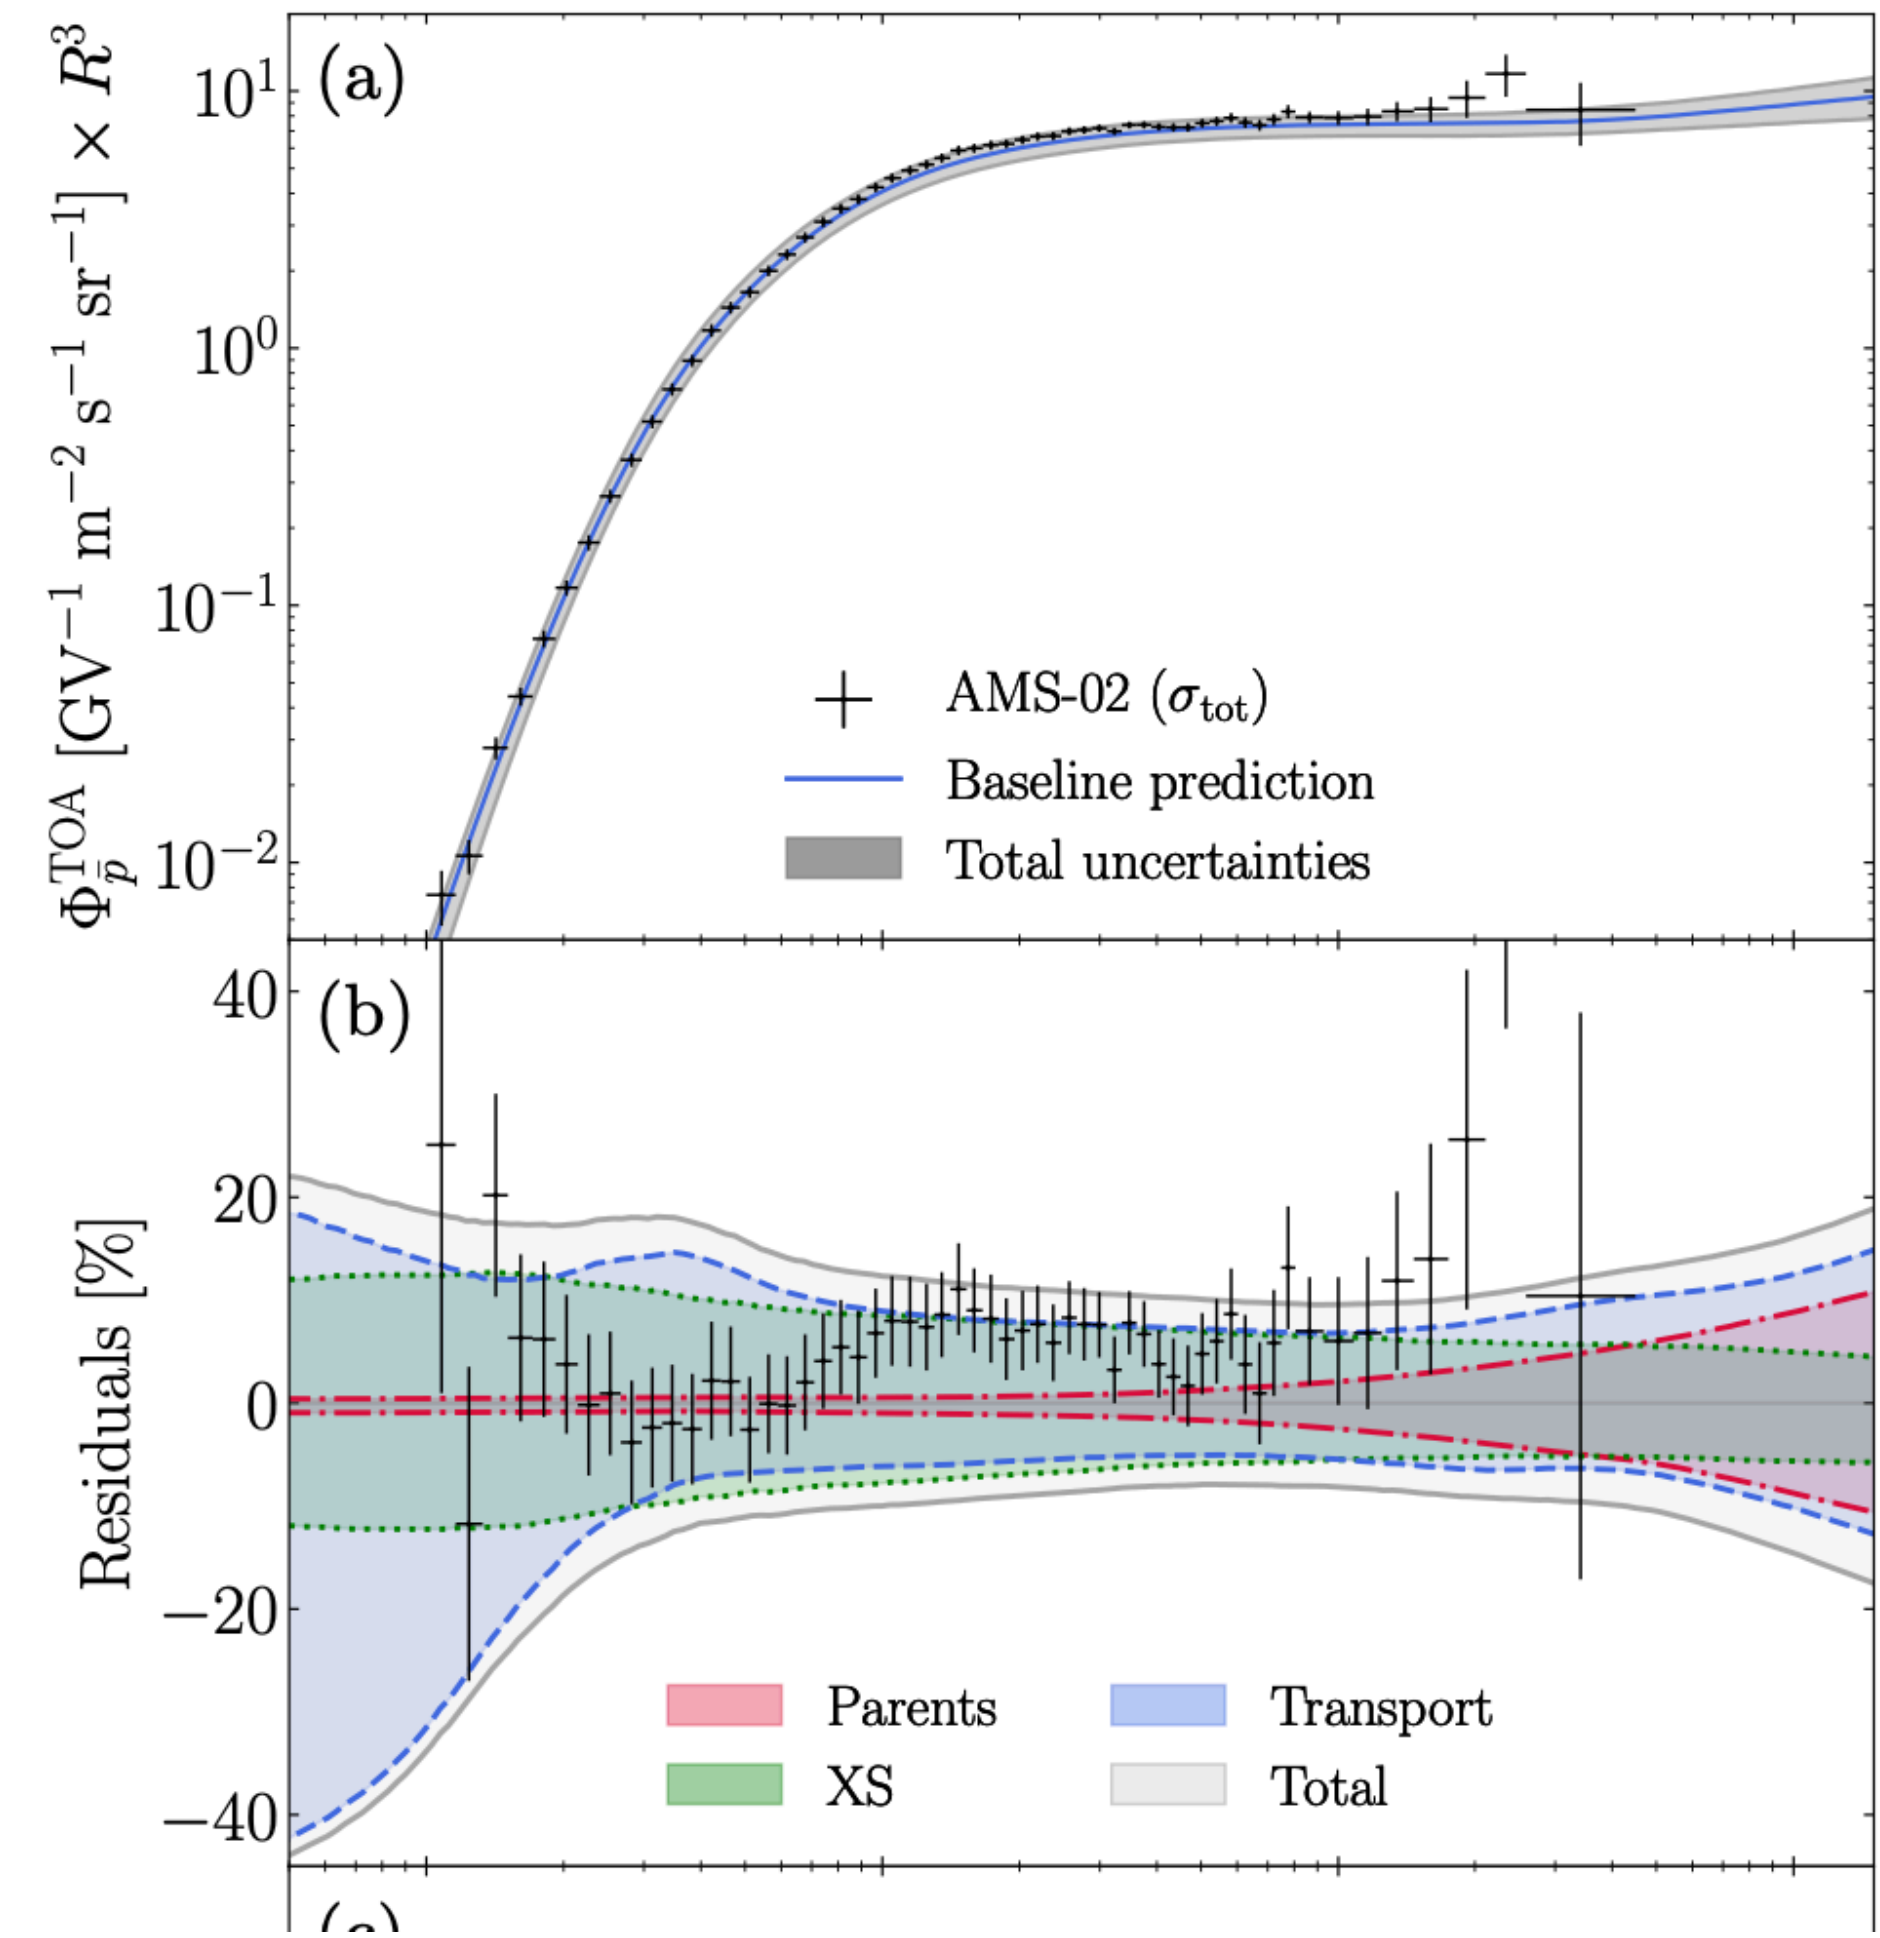 (a)
10^1
10^0
10^−1
10^−2
Φ_p̄^TOA [GV^−1 m^−2 s^−1 sr^−1] × R^3
AMS-02 (σ_tot)
Baseline prediction
Total uncertainties
(b)
40
20
0
−20
−40
Residuals [%]
Parents
Transport
XS
Total
(c)